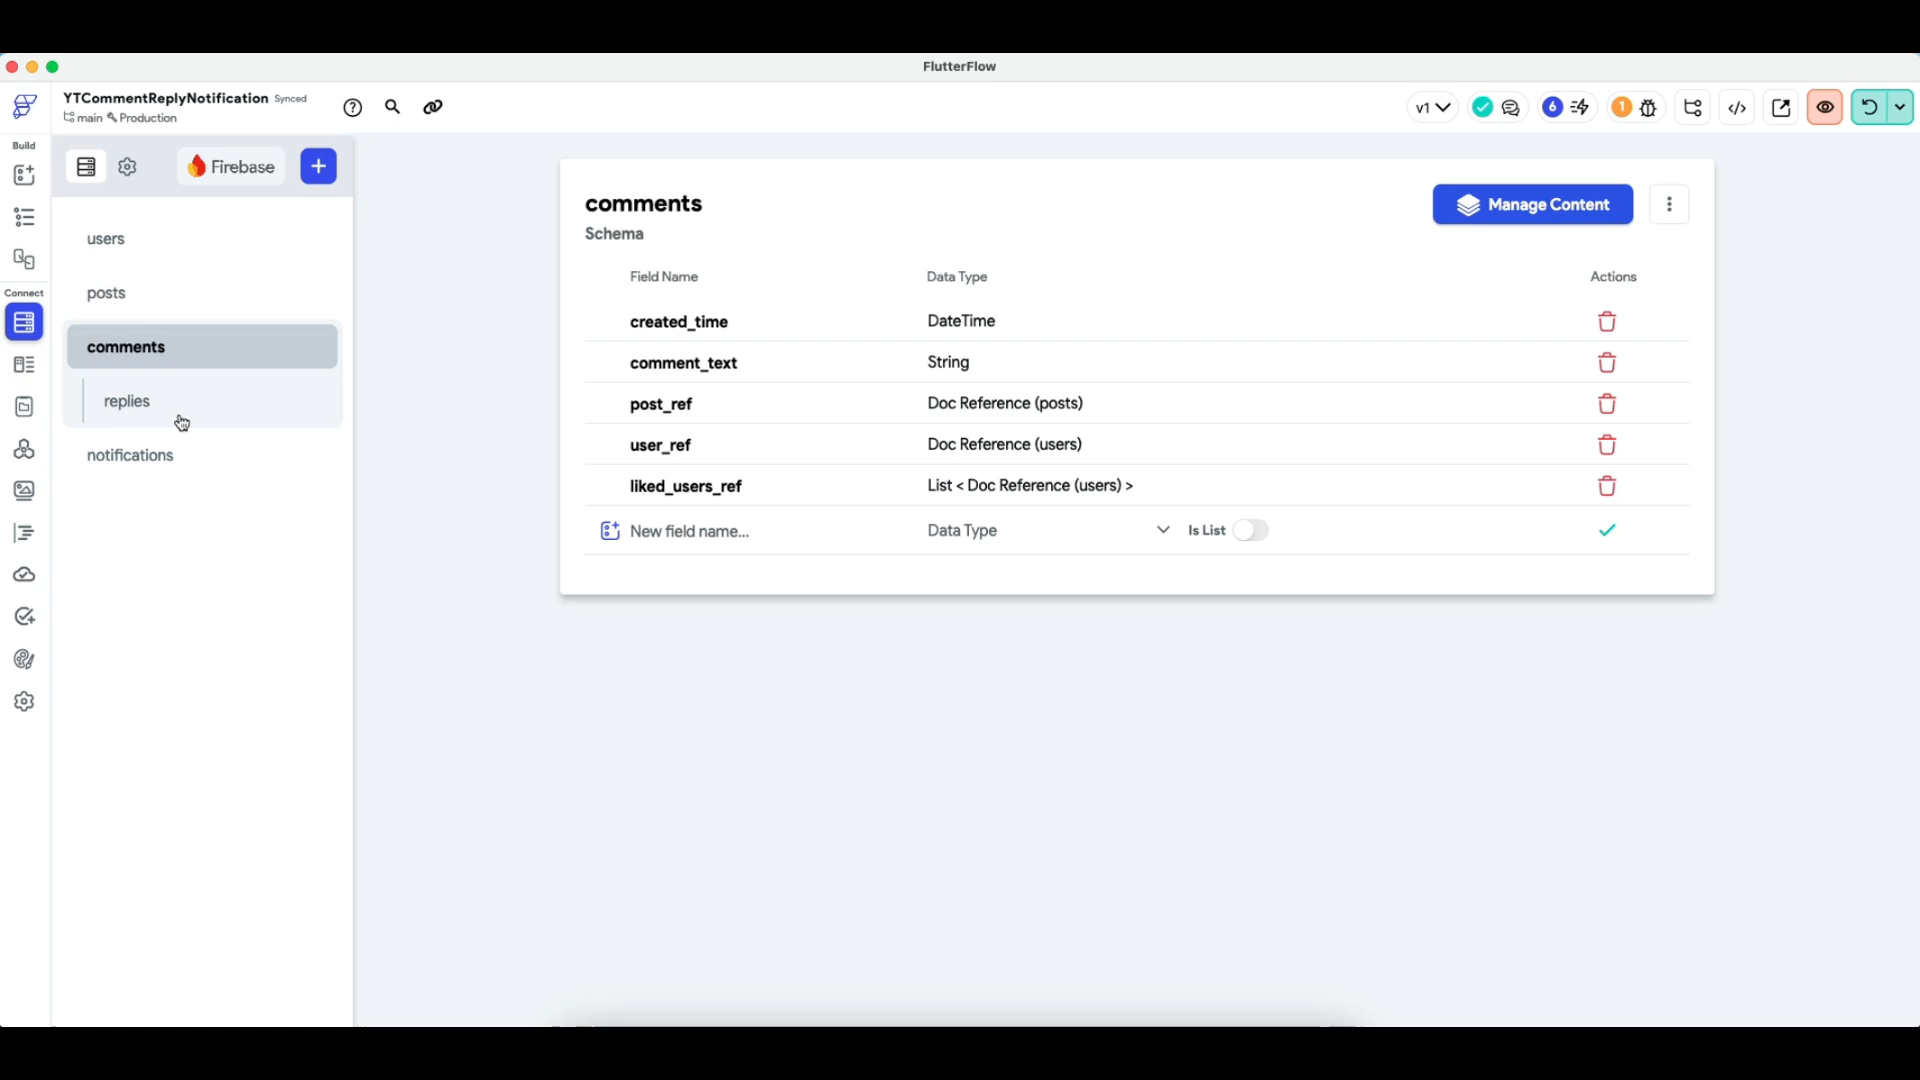 FlutterFlow
YTCommentReplyNotification Synced
main Production
v1
6
1
Build
Connect
Firebase
users
posts
comments
replies
notifications
comments
Manage Content
Schema
Field Name Data Type Actions
created_time DateTime
comment_text String
post_ref Doc Reference (posts)
user_ref Doc Reference (users)
liked_users_ref List < Doc Reference (users) >
New field name... Data Type Is List